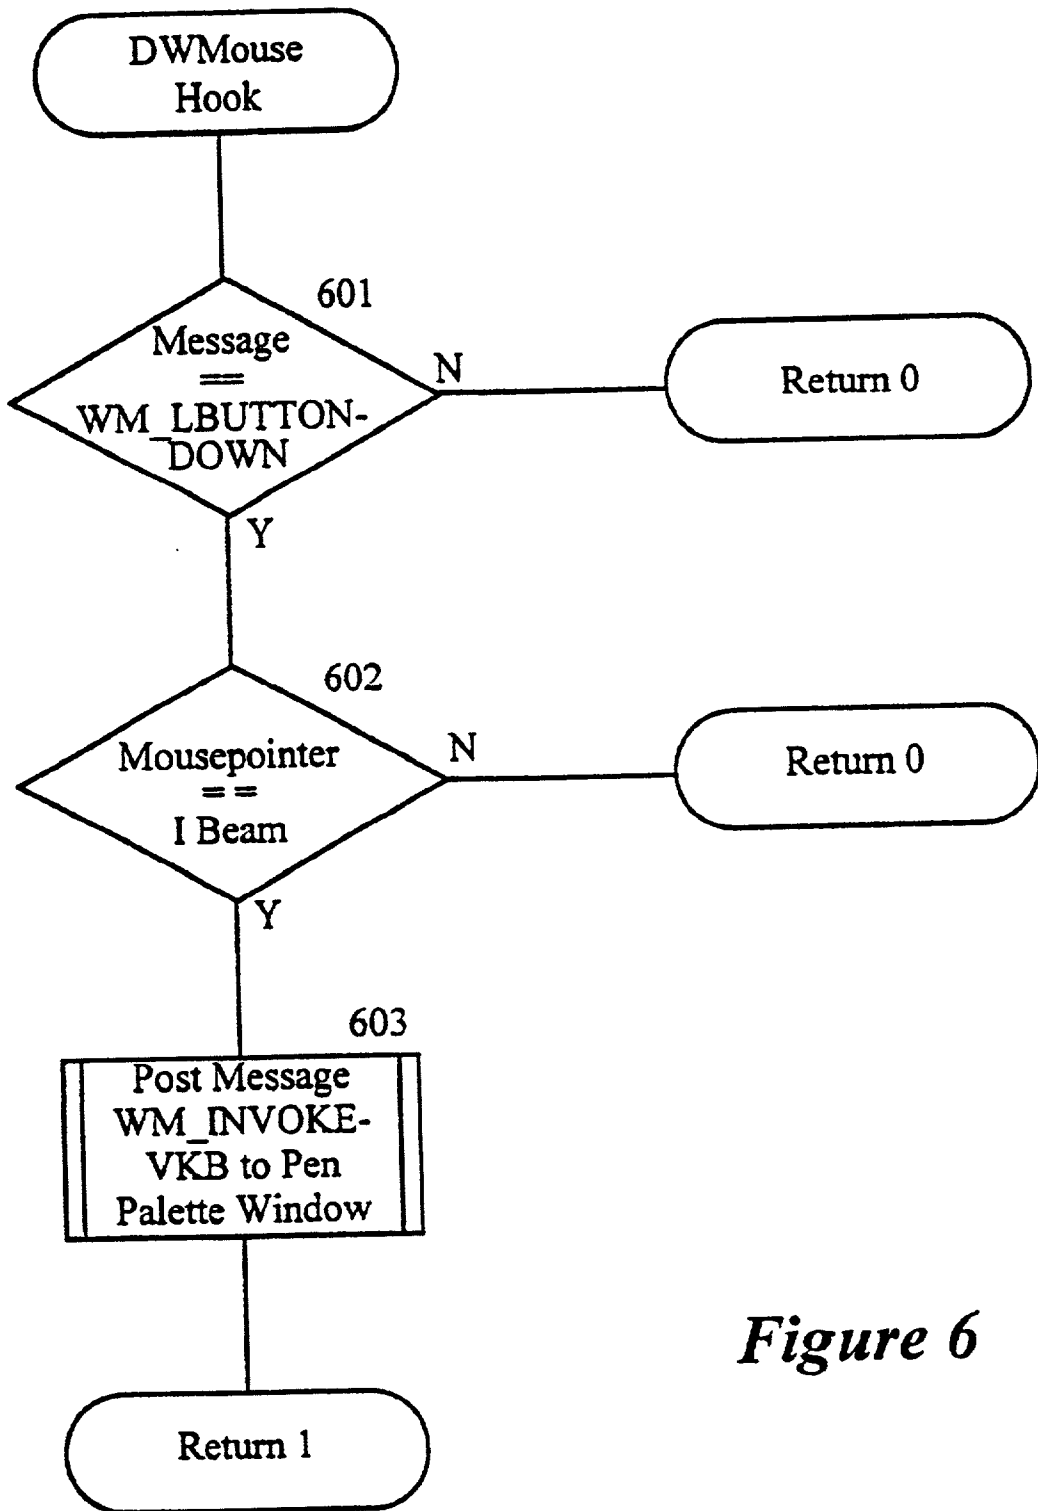 DWMouse
Hook
601
Message
==
WM_LBUTTON-
DOWN
N
Return 0
Y
602
Mousepointer
==
I Beam
N
Return 0
Y
603
Post Message
WM_INVOKE-
VKB to Pen
Palette Window
Return 1
Figure 6